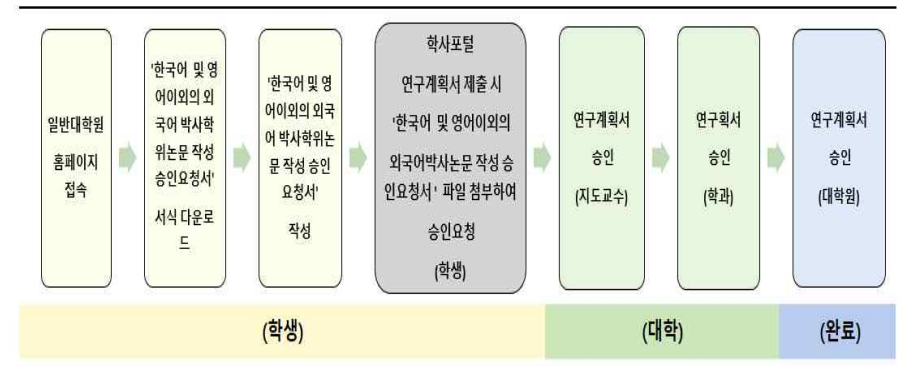 일반대학원
홈페이지
접속
'한국어 및 영
어이외의 외
국어 박사학
위논문 작성
승인요청서'
서식 다운로
드
'한국어 및 영
어이외의 외국
어 박사학위논
문 작성 승인
요청서'
작성
학사포털
연구계획서 제출 시
'한국어 및 영어이외의
외국어박사논문 작성 승
인요청서' 파일 첨부하여
승인요청
(학생)
연구계획서
승인
(지도교수)
연구획서
승인
(학과)
연구계획서
승인
(대학원)
(학생)
(대학)
(완료)